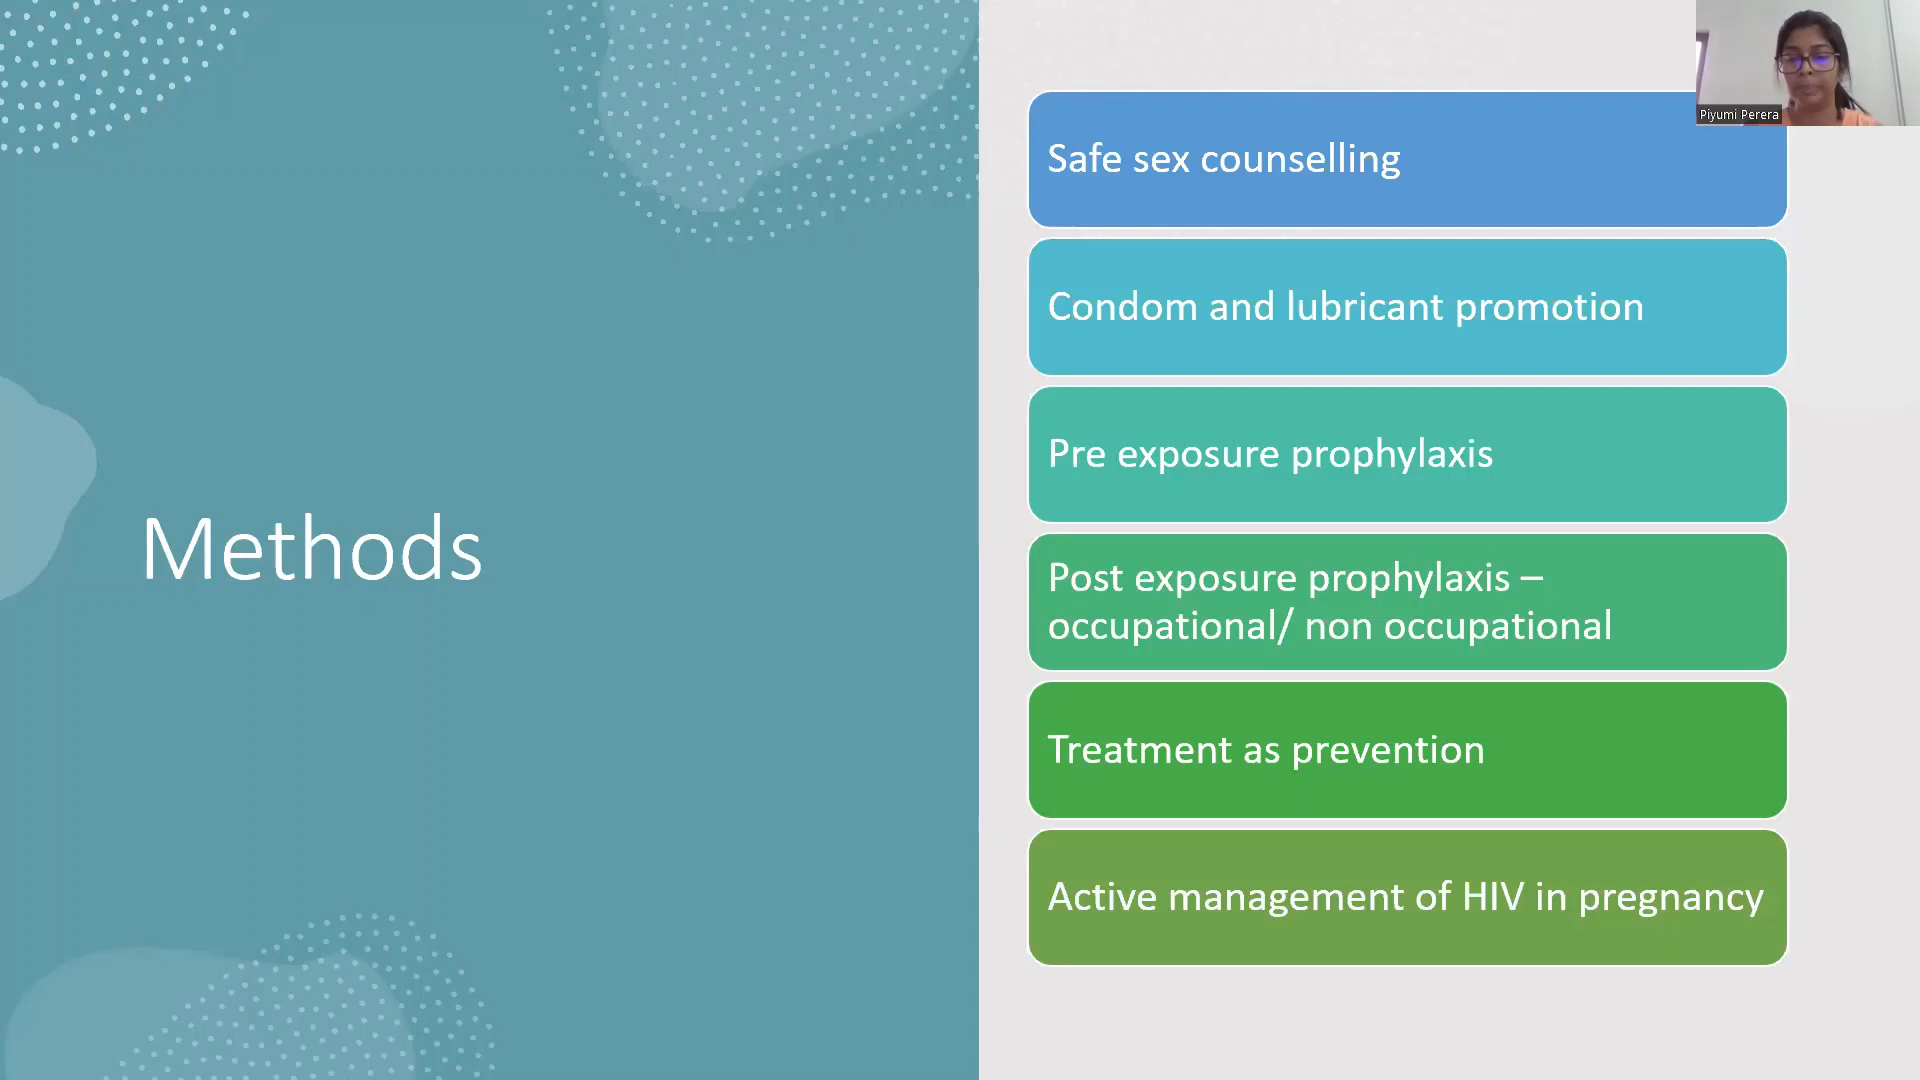 Piyumi Perera
Methods
Safe sex counselling
Condom and lubricant promotion
Pre exposure prophylaxis
Post exposure prophylaxis –
occupational/ non occupational
Treatment as prevention
Active management of HIV in pregnancy